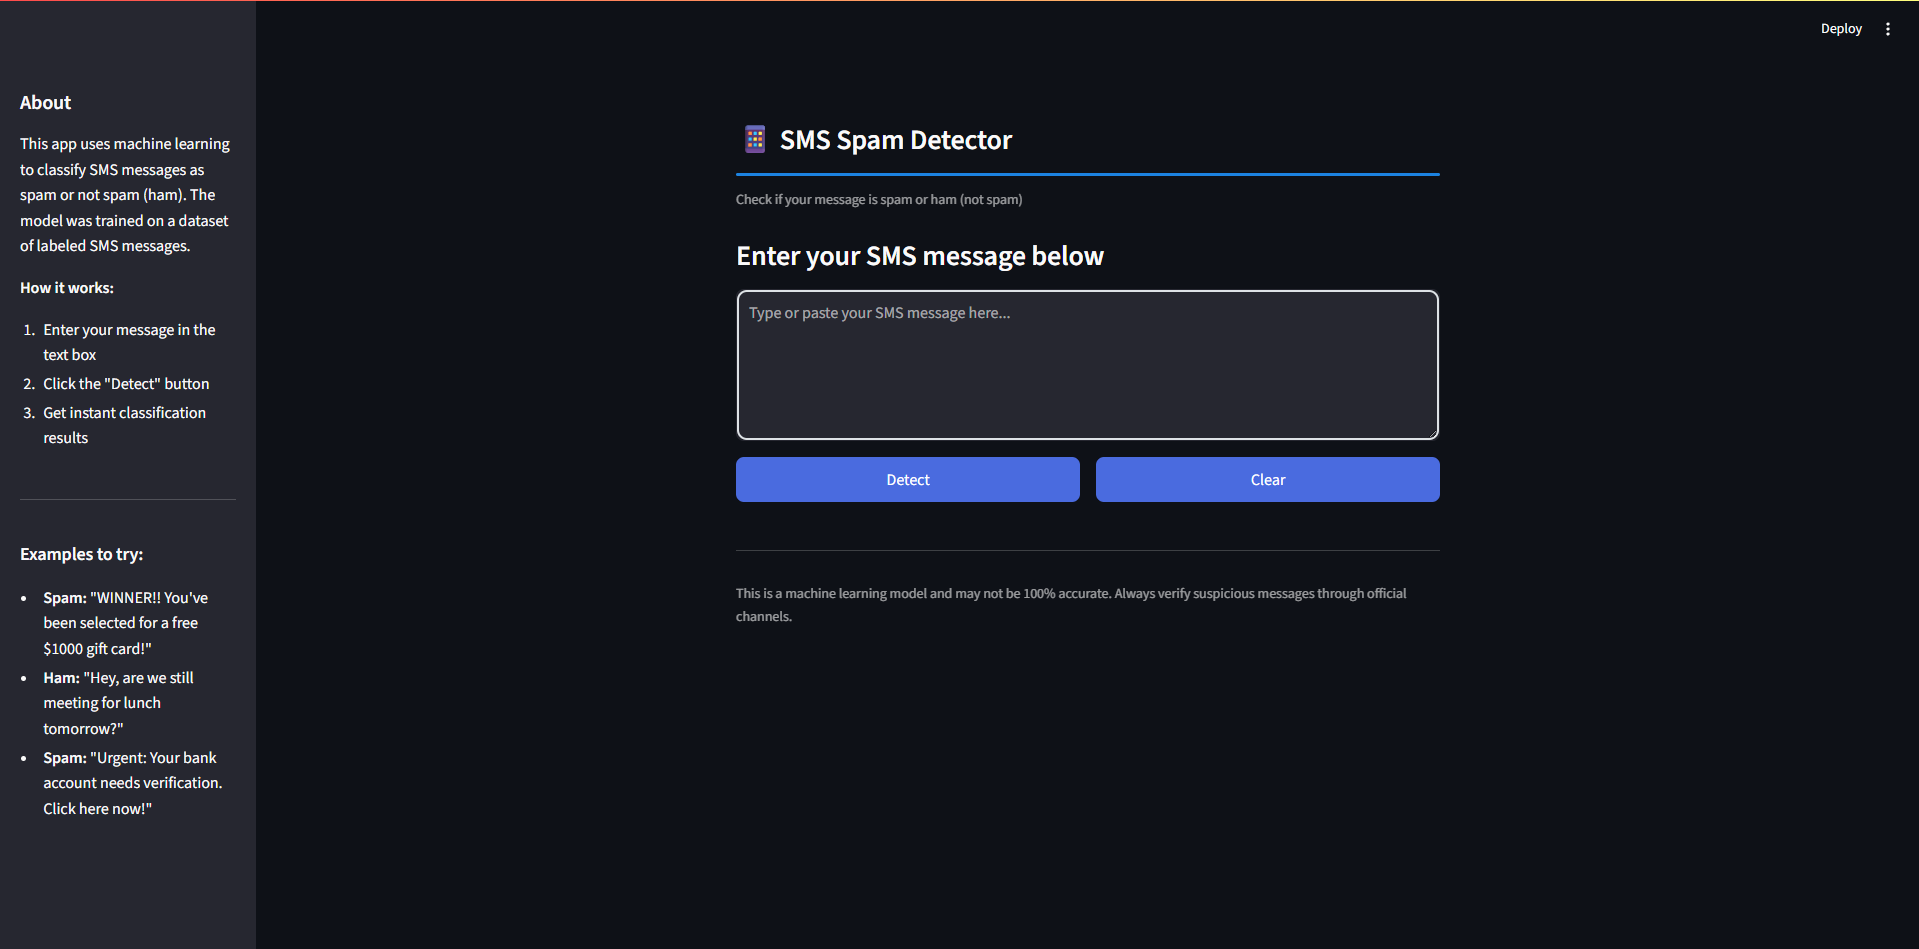 Deploy
About
This app uses machine learning
to classify SMS messages as
spam or not spam (ham). The
model was trained on a dataset
of labeled SMS messages.
How it works:
1. Enter your message in the
text box
2. Click the "Detect" button
3. Get instant classification
results
Examples to try:
• Spam: "WINNER!! You've
been selected for a free
$1000 gift card!"
• Ham: "Hey, are we still
meeting for lunch
tomorrow?"
• Spam: "Urgent: Your bank
account needs verification.
Click here now!"
SMS Spam Detector
Check if your message is spam or ham (not spam)
Enter your SMS message below
Type or paste your SMS message here...
Detect
Clear
This is a machine learning model and may not be 100% accurate. Always verify suspicious messages through official
channels.